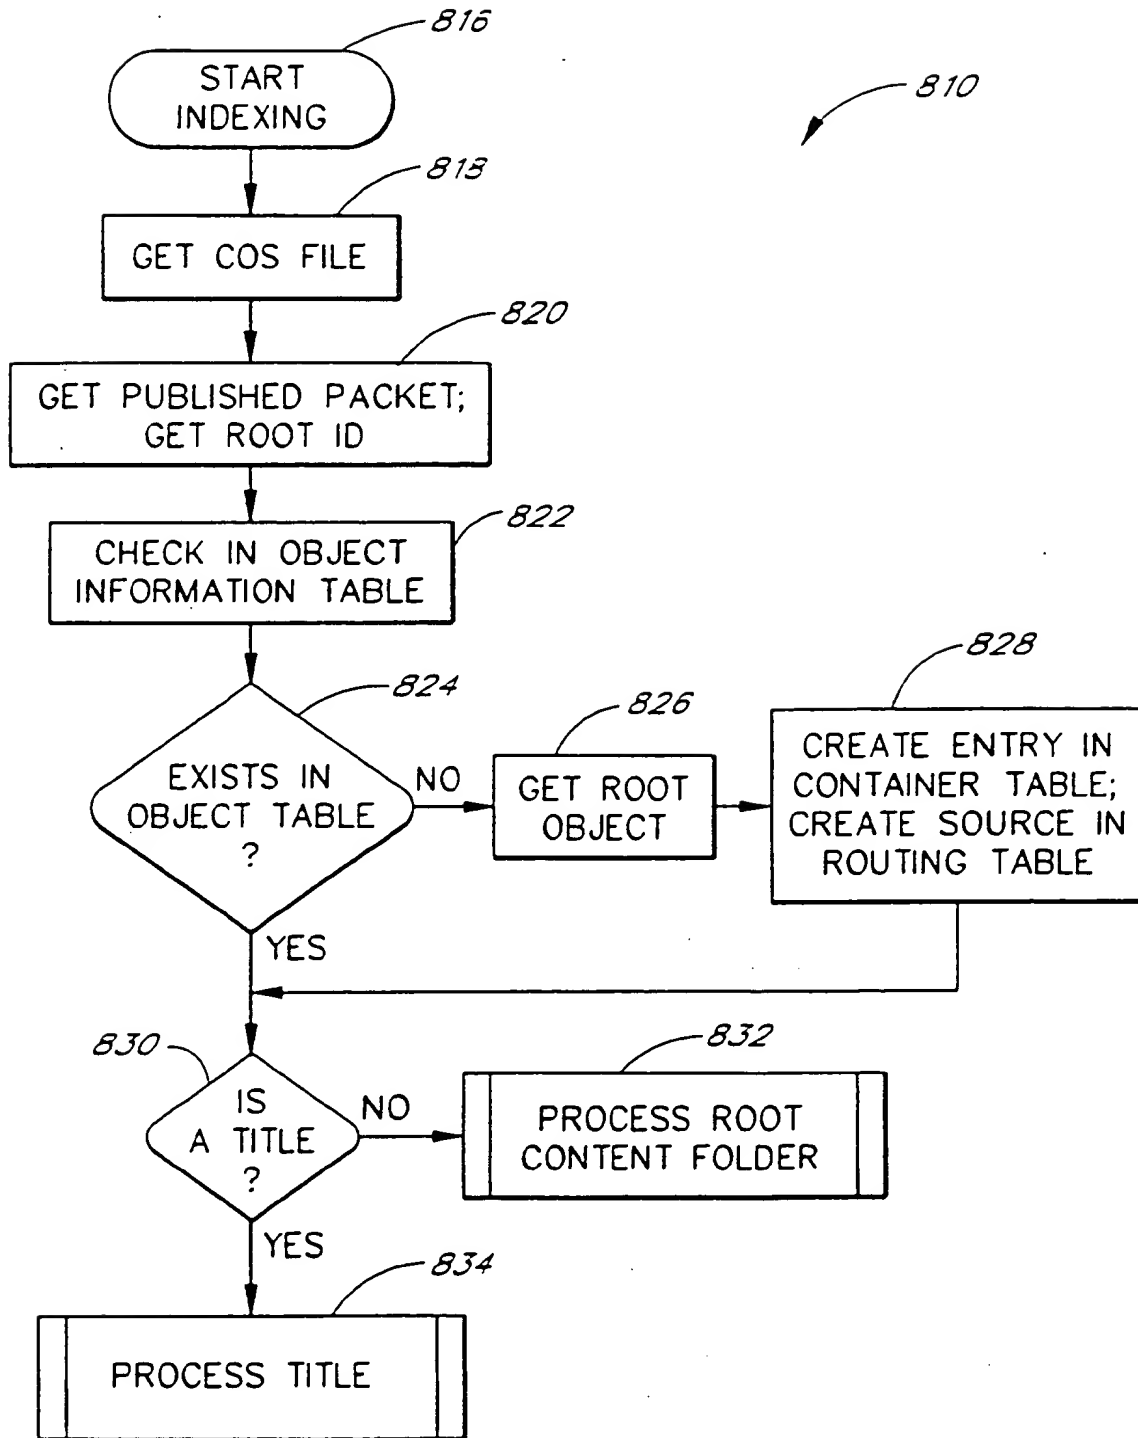 816
START
INDEXING
810
818
GET COS FILE
820
GET PUBLISHED PACKET;
GET ROOT ID
822
CHECK IN OBJECT
INFORMATION TABLE
824
EXISTS IN
OBJECT TABLE
?
NO
826
GET ROOT
OBJECT
828
CREATE ENTRY IN
CONTAINER TABLE;
CREATE SOURCE IN
ROUTING TABLE
YES
830
IS
A TITLE
?
NO
832
PROCESS ROOT
CONTENT FOLDER
YES
834
PROCESS TITLE